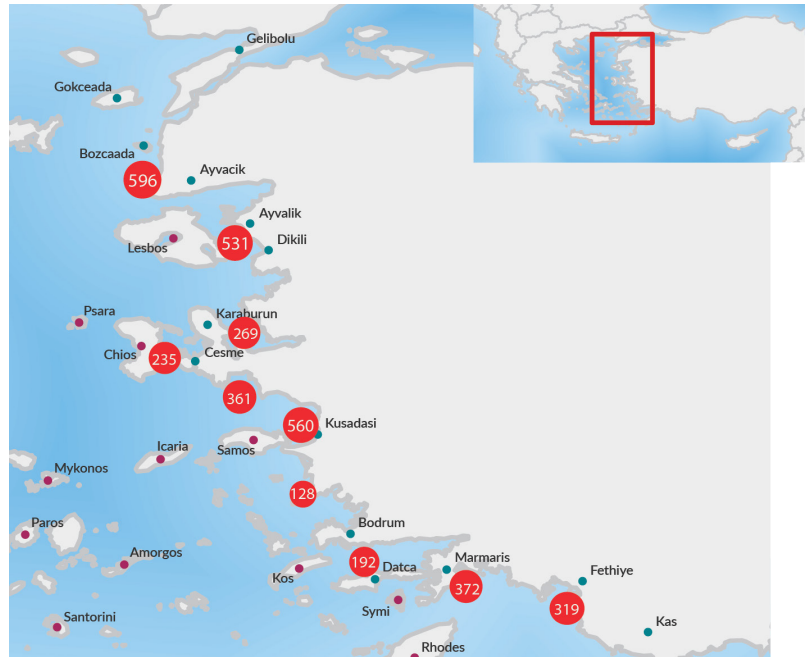 Gelibolu
Gokceada
Bozcaada
596
Ayvacik
Ayvalik
Lesbos
531
Dikili
Psara
Karaburun
269
Chios
235
Cesme
361
560
Kusadasi
Icaria
Samos
Mykonos
128
Paros
Bodrum
Amorgos
192
Kos
Datca
Marmaris
372
Fethiye
Symi
319
Santorini
Kas
Rhodes